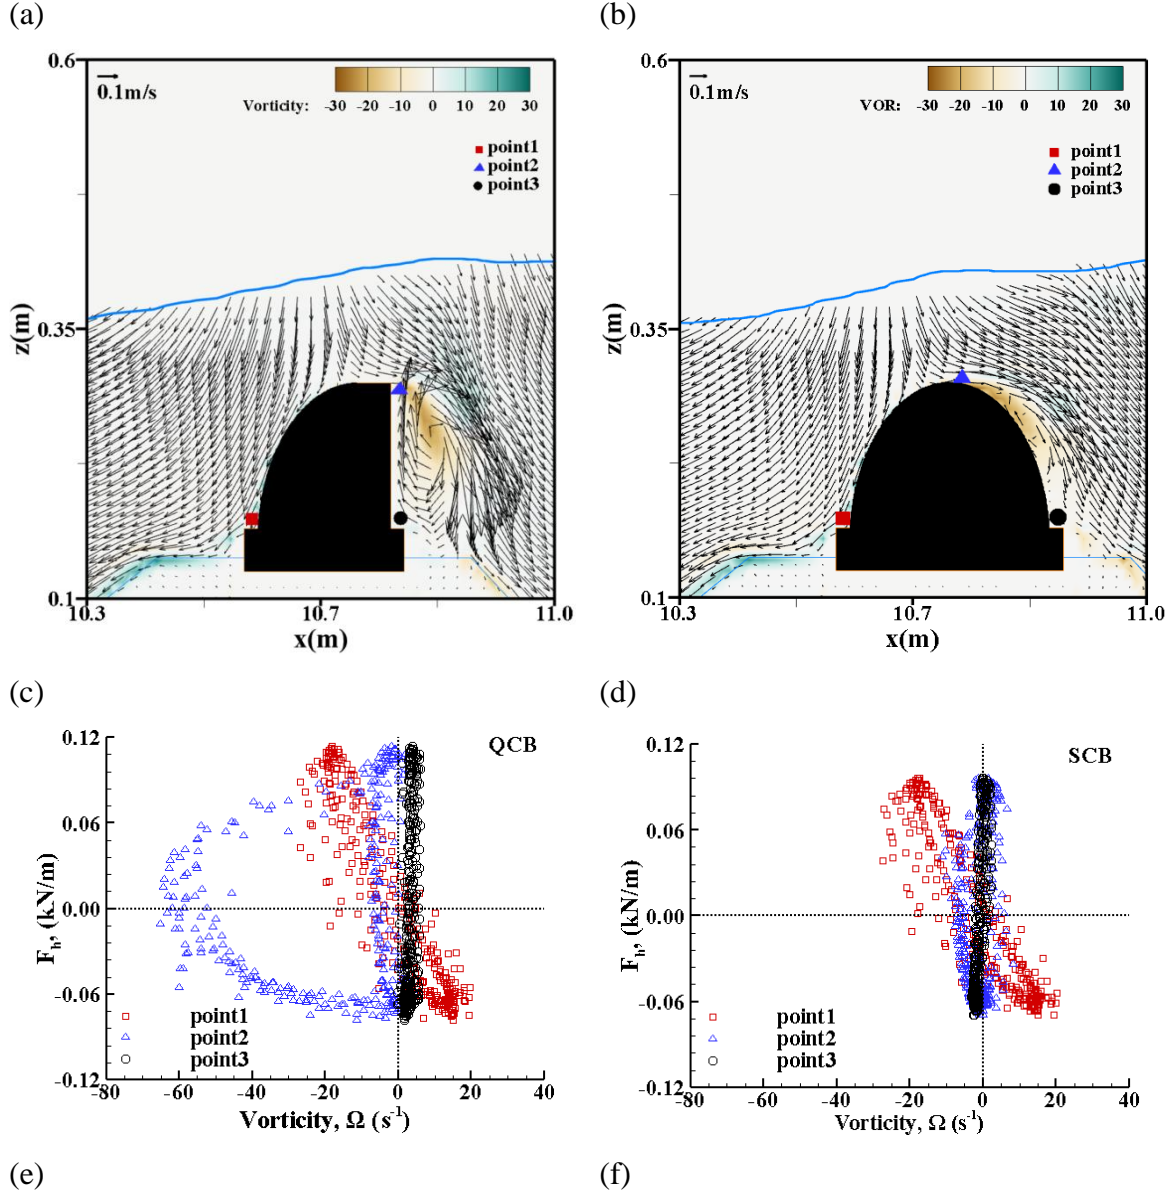 (a)
0.6
0.1m/s
Vorticity: -30 -20 -10 0 10 20 30
point1
point2
point3
z(m)
0.35
0.1
10.3 10.7 11.0
x(m)
(b)
0.6
0.1m/s
VOR: -30 -20 -10 0 10 20 30
point1
point2
point3
z(m)
0.35
0.1
10.3 10.7 11.0
x(m)
(c)
QCB
0.12
0.06
0.00
-0.06
-0.12
F_h, (kN/m)
point1
point2
point3
-80 -60 -40 -20 0 20 40
Vorticity, Ω (s⁻¹)
(d)
SCB
0.12
0.06
0.00
-0.06
-0.12
F_h, (kN/m)
point1
point2
point3
-80 -60 -40 -20 0 20 40
Vorticity, Ω (s⁻¹)
(e)
(f)